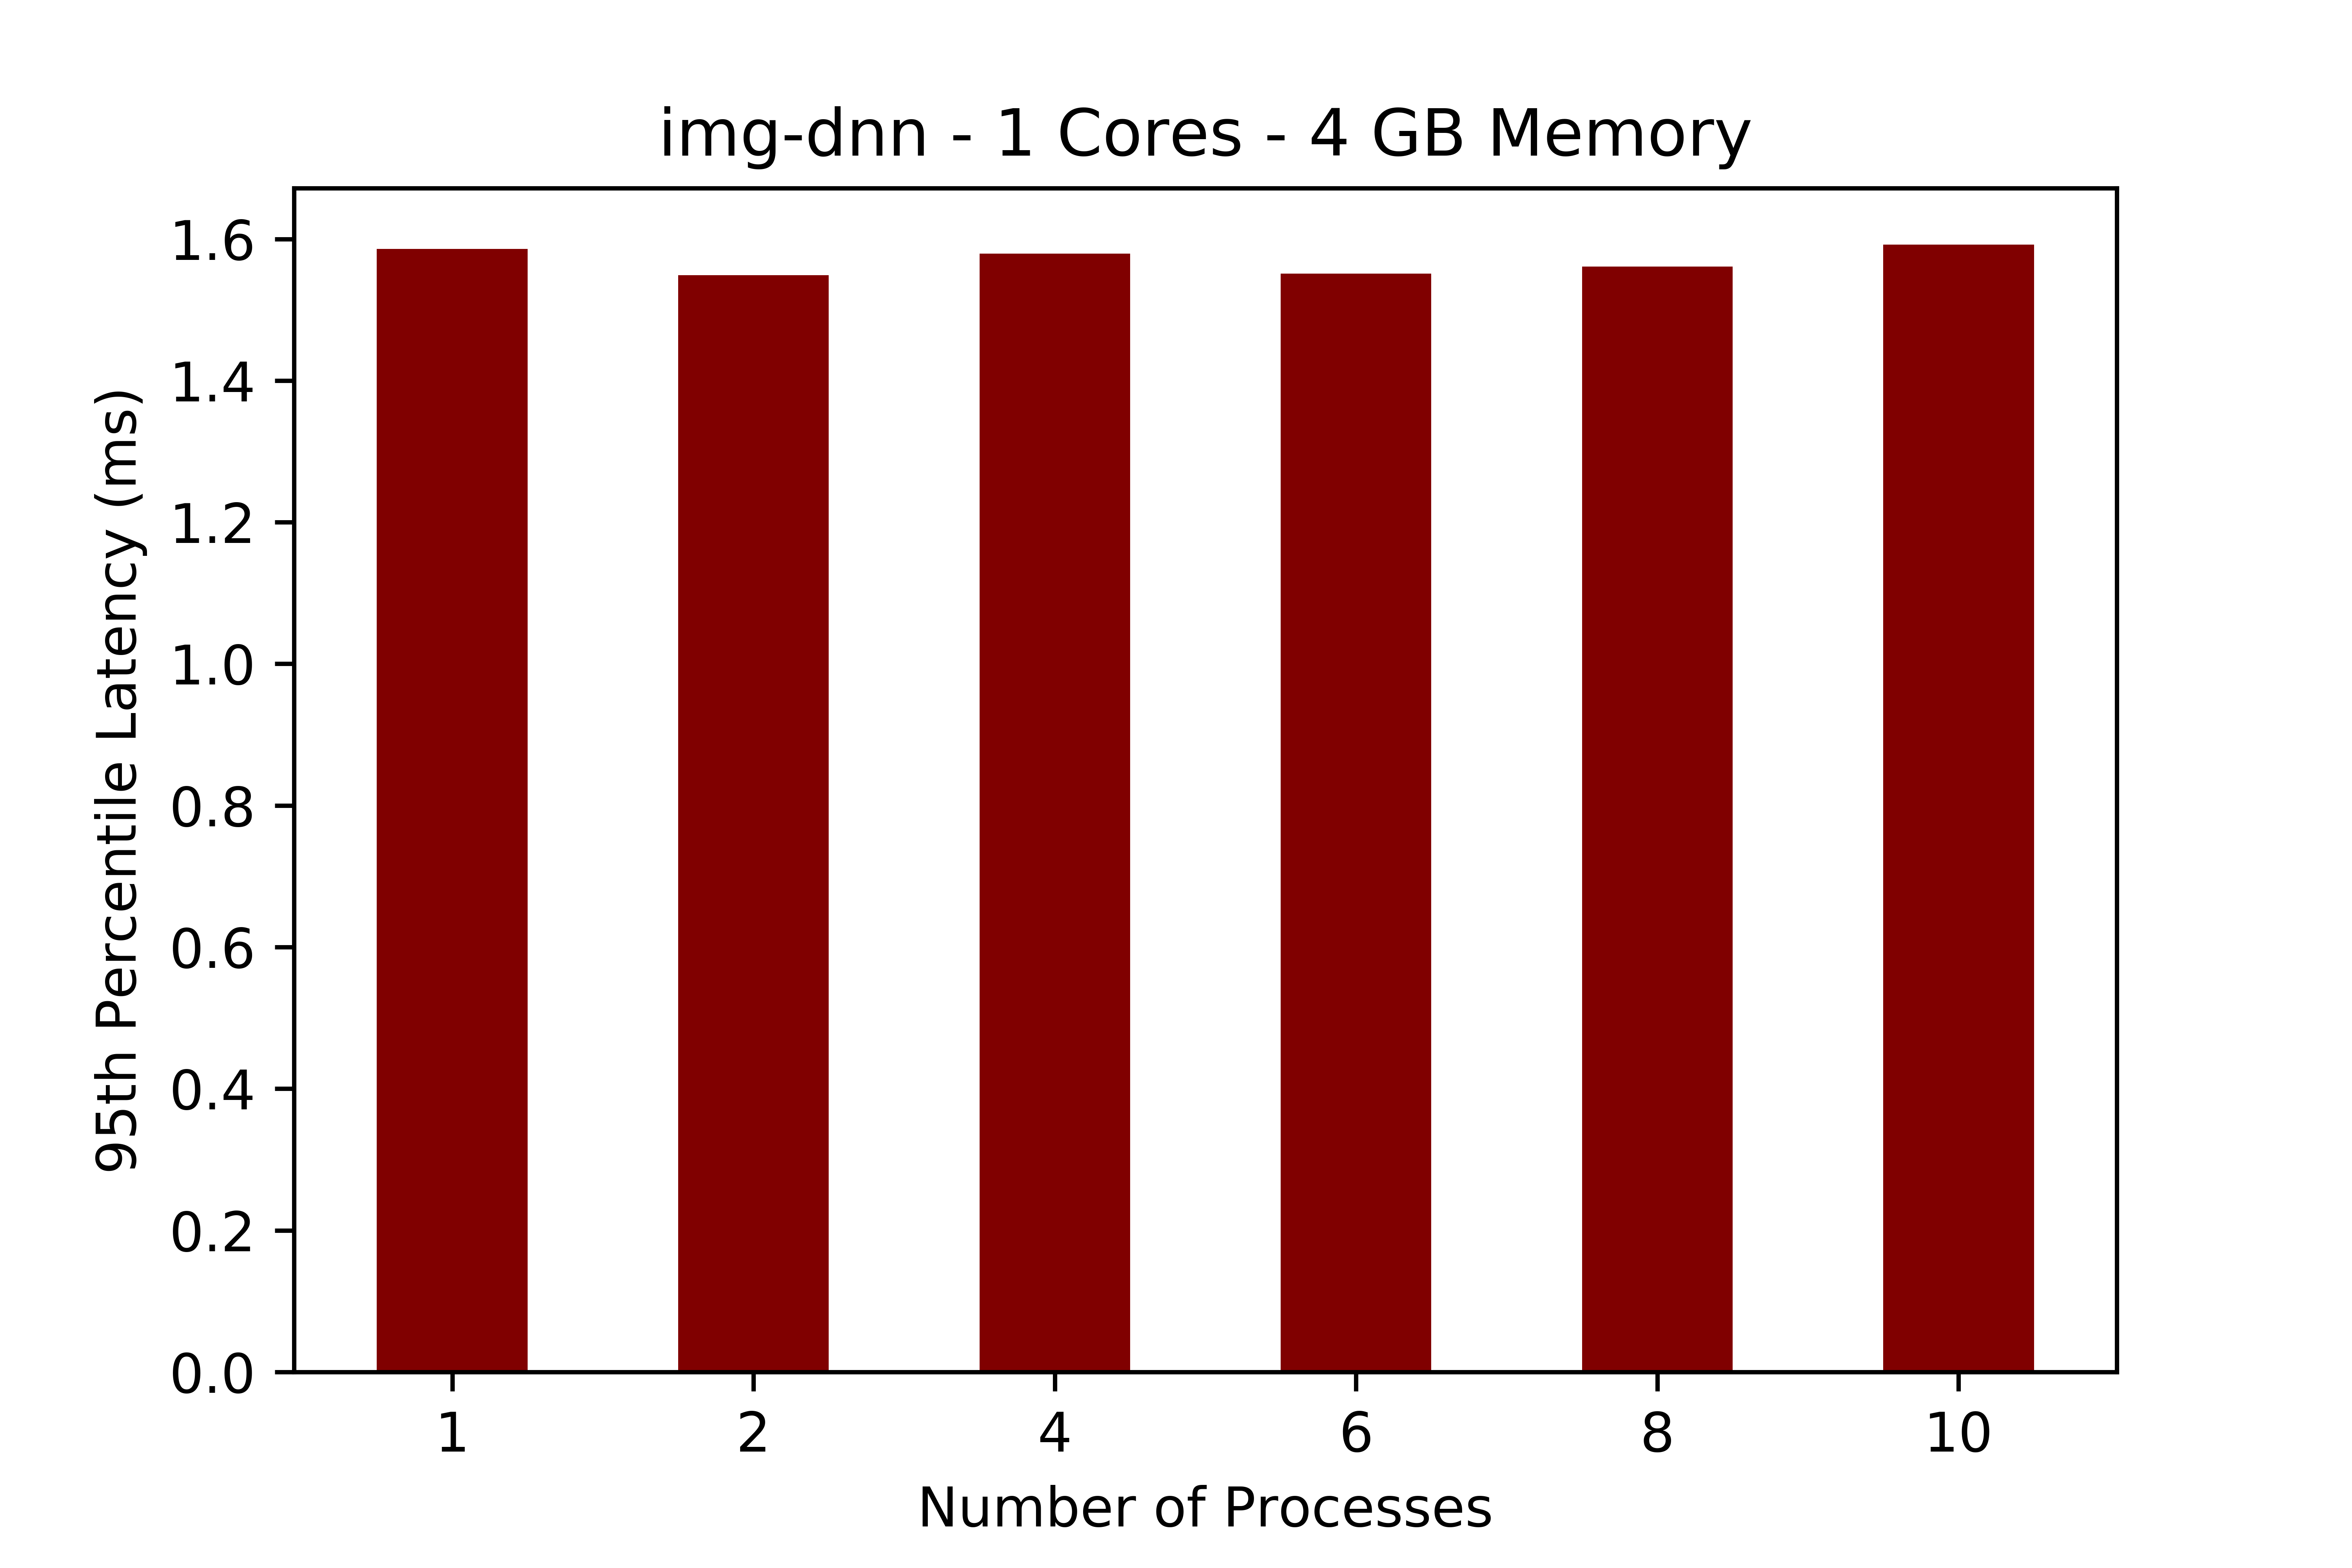 img-dnn - 1 Cores - 4 GB Memory
95th Percentile Latency (ms)
1.6
1.4
1.2
1.0
0.8
0.6
0.4
0.2
0.0
1 2 4 6 8 10
Number of Processes